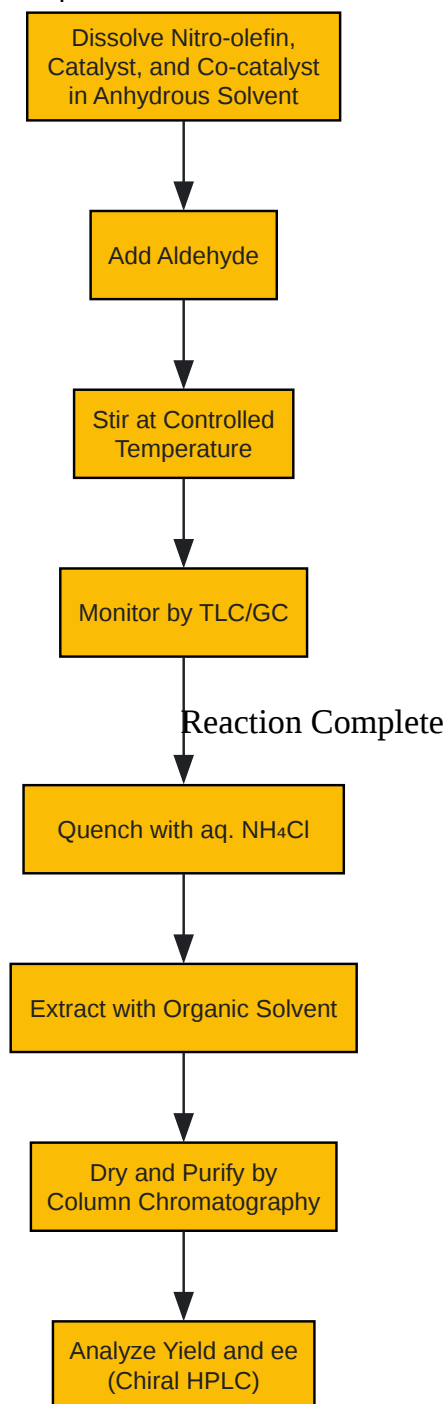 Dissolve Nitro-olefin,
Catalyst, and Co-catalyst
in Anhydrous Solvent
Add Aldehyde
Stir at Controlled
Temperature
Monitor by TLC/GC
Reaction Complete
Quench with aq. NH₄Cl
Extract with Organic Solvent
Dry and Purify by
Column Chromatography
Analyze Yield and ee
(Chiral HPLC)